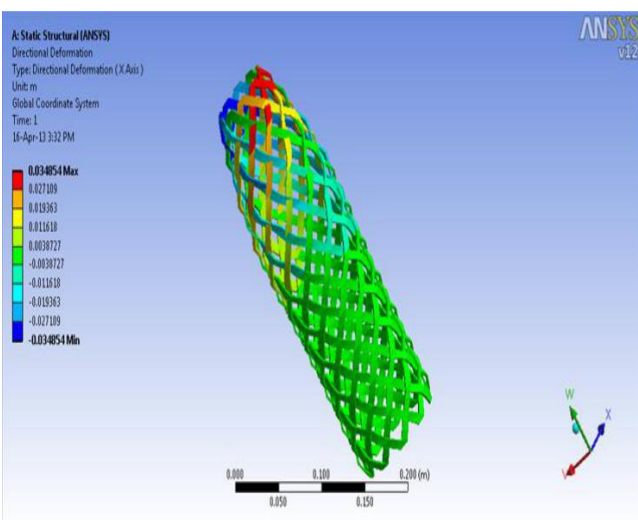 A: Static Structural (ANSYS)
Directional Deformation
Type: Directional Deformation ( X Axis )
Unit: m
Global Coordinate System
Time: 1
16-Apr-13 3:32 PM
0.034854 Max
0.027109
0.019363
0.011618
0.0038727
-0.0038727
-0.011618
-0.019363
-0.027109
-0.034854 Min
ANSYS
v12
W
X
0.000
0.100
0.200 (m)
0.050
0.150